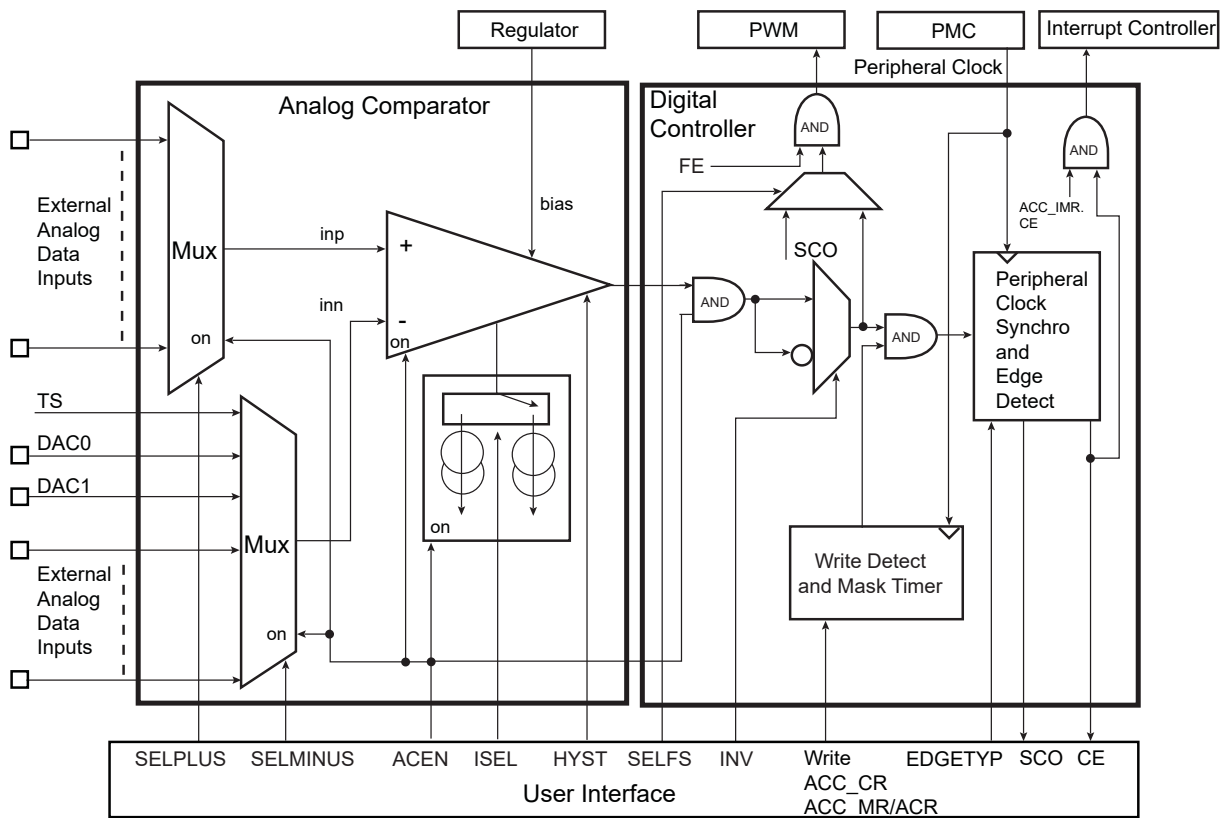 Regulator
PWM
PMC
Interrupt Controller
Peripheral Clock
Analog Comparator
Digital
Controller
AND
AND
FE
External
Analog
Data
Inputs
Mux
on
inp
inn
bias
+
-
on
ACC_IMR.
CE
SCO
AND
AND
Peripheral
Clock
Synchro
and
Edge
Detect
TS
DAC0
DAC1
External
Analog
Data
Inputs
Mux
on
on
Write Detect
and Mask Timer
SELPLUS
SELMINUS
ACEN
ISEL
HYST
SELFS
INV
Write
ACC_CR
ACC_MR/ACR
EDGETYP
SCO
CE
User Interface